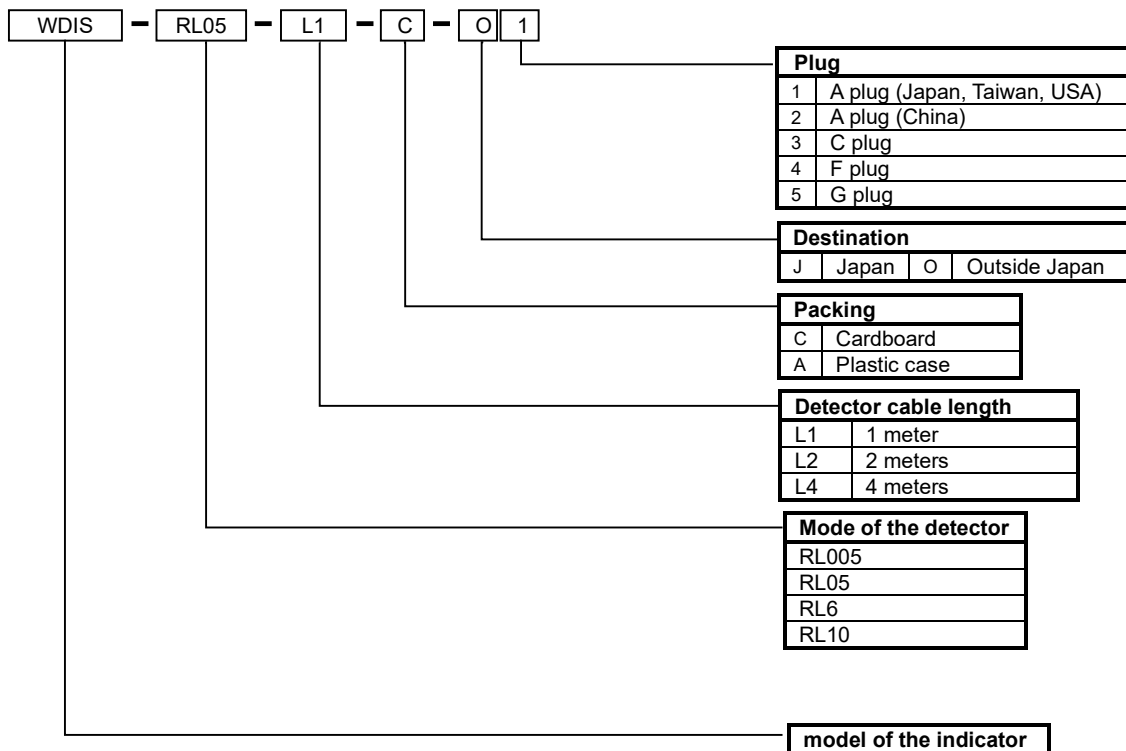 WDIS - RL05 - L1 - C - O 1
Plug
1 A plug (Japan, Taiwan, USA)
2 A plug (China)
3 C plug
4 F plug
5 G plug
Destination
J Japan O Outside Japan
Packing
C Cardboard
A Plastic case
Detector cable length
L1 1 meter
L2 2 meters
L4 4 meters
Mode of the detector
RL005
RL05
RL6
RL10
model of the indicator